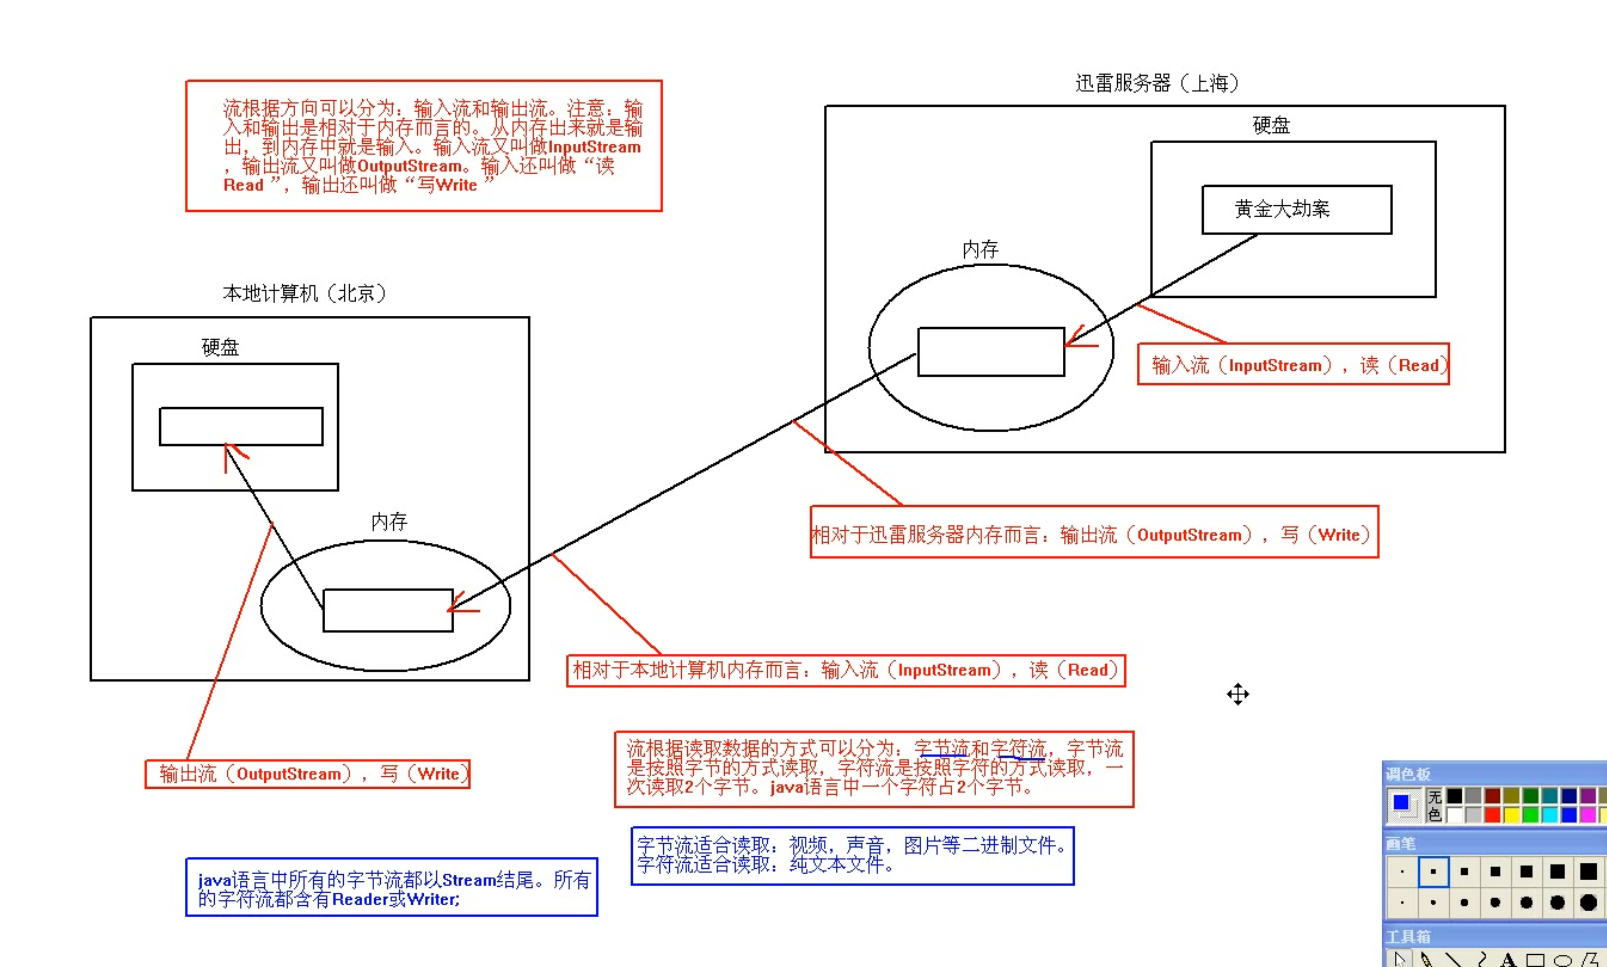 流根据方向可以分为：输入流和输出流。注意：输
入和输出是相对于内存而言的。从内存出来就是输
出，到内存中就是输入。输入流又叫做InputStream
，输出流又叫做OutputStream。输入还叫做“读
Read ”，输出还叫做“写Write ”
迅雷服务器（上海）
硬盘
黄金大劫案
内存
输入流（InputStream），读（Read）
本地计算机（北京）
硬盘
内存
相对于迅雷服务器内存而言：输出流（OutputStream），写（Write）
相对于本地计算机内存而言：输入流（InputStream），读（Read）
输出流（OutputStream），写（Write）
流根据读取数据的方式可以分为：字节流和字符流，字节流
是按照字节的方式读取，字符流是按照字符的方式读取，一
次读取2个字节。java语言中一个字符占2个字节。
字节流适合读取：视频，声音，图片等二进制文件。
字符流适合读取：纯文本文件。
java语言中所有的字节流都以Stream结尾。所有
的字符流都含有Reader或Writer;
调色板
无
色
画笔
工具箱
A